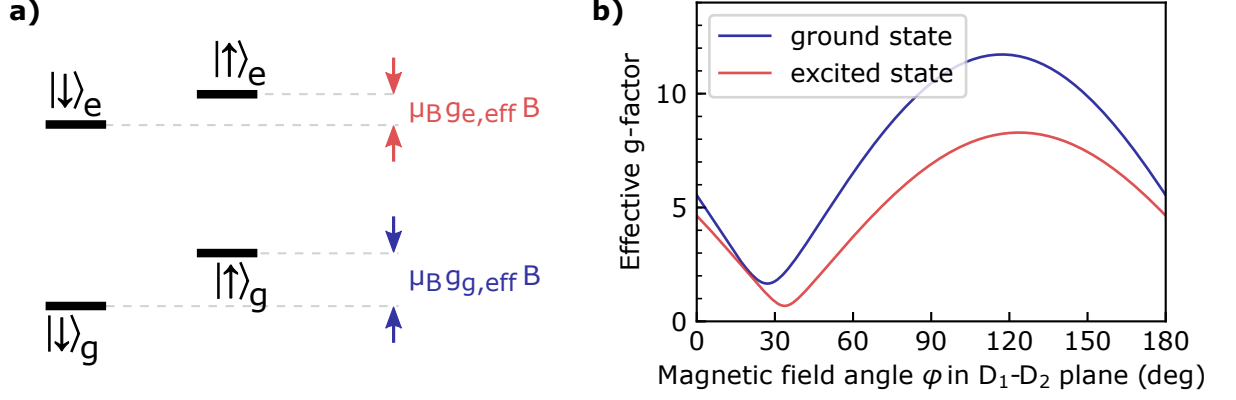 a)
|↑⟩e
|↓⟩e
μB ge,eff B
μB gg,eff B
|↑⟩g
|↓⟩g
b)
ground state
excited state
Effective g-factor
10
5
0
0 30 60 90 120 150 180
Magnetic field angle φ in D1-D2 plane (deg)